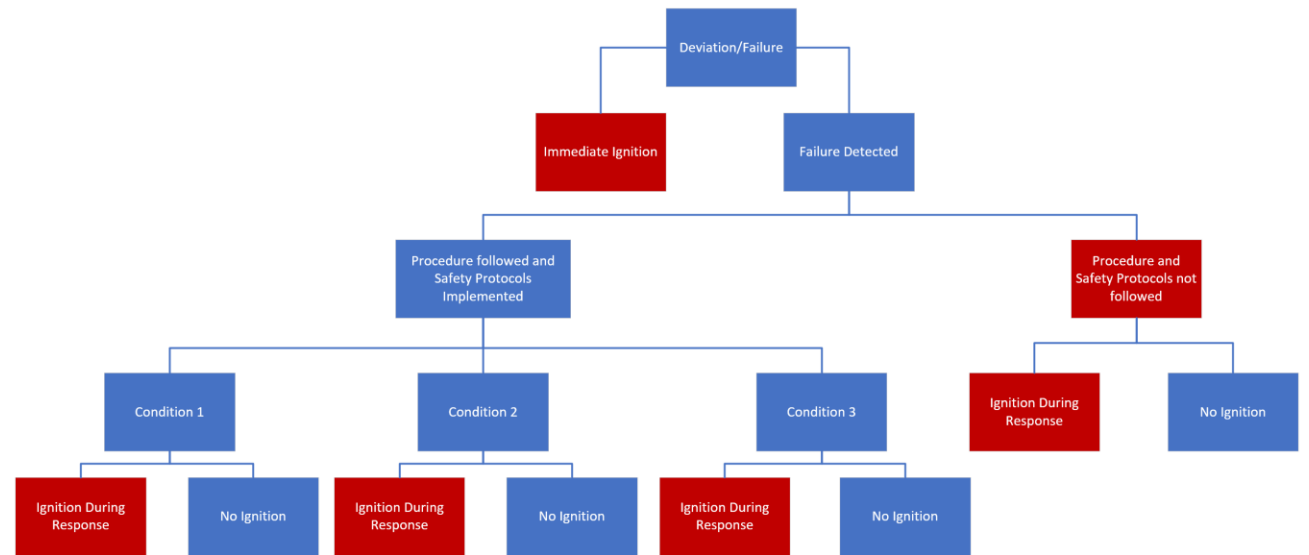 Deviation/Failure
Immediate Ignition
Failure Detected
Procedure followed and
Safety Protocols
Implemented
Procedure and
Safety Protocols not
followed
Condition 1
Condition 2
Condition 3
Ignition During
Response
No Ignition
Ignition During
Response
No Ignition
Ignition During
Response
No Ignition
Ignition During
Response
No Ignition